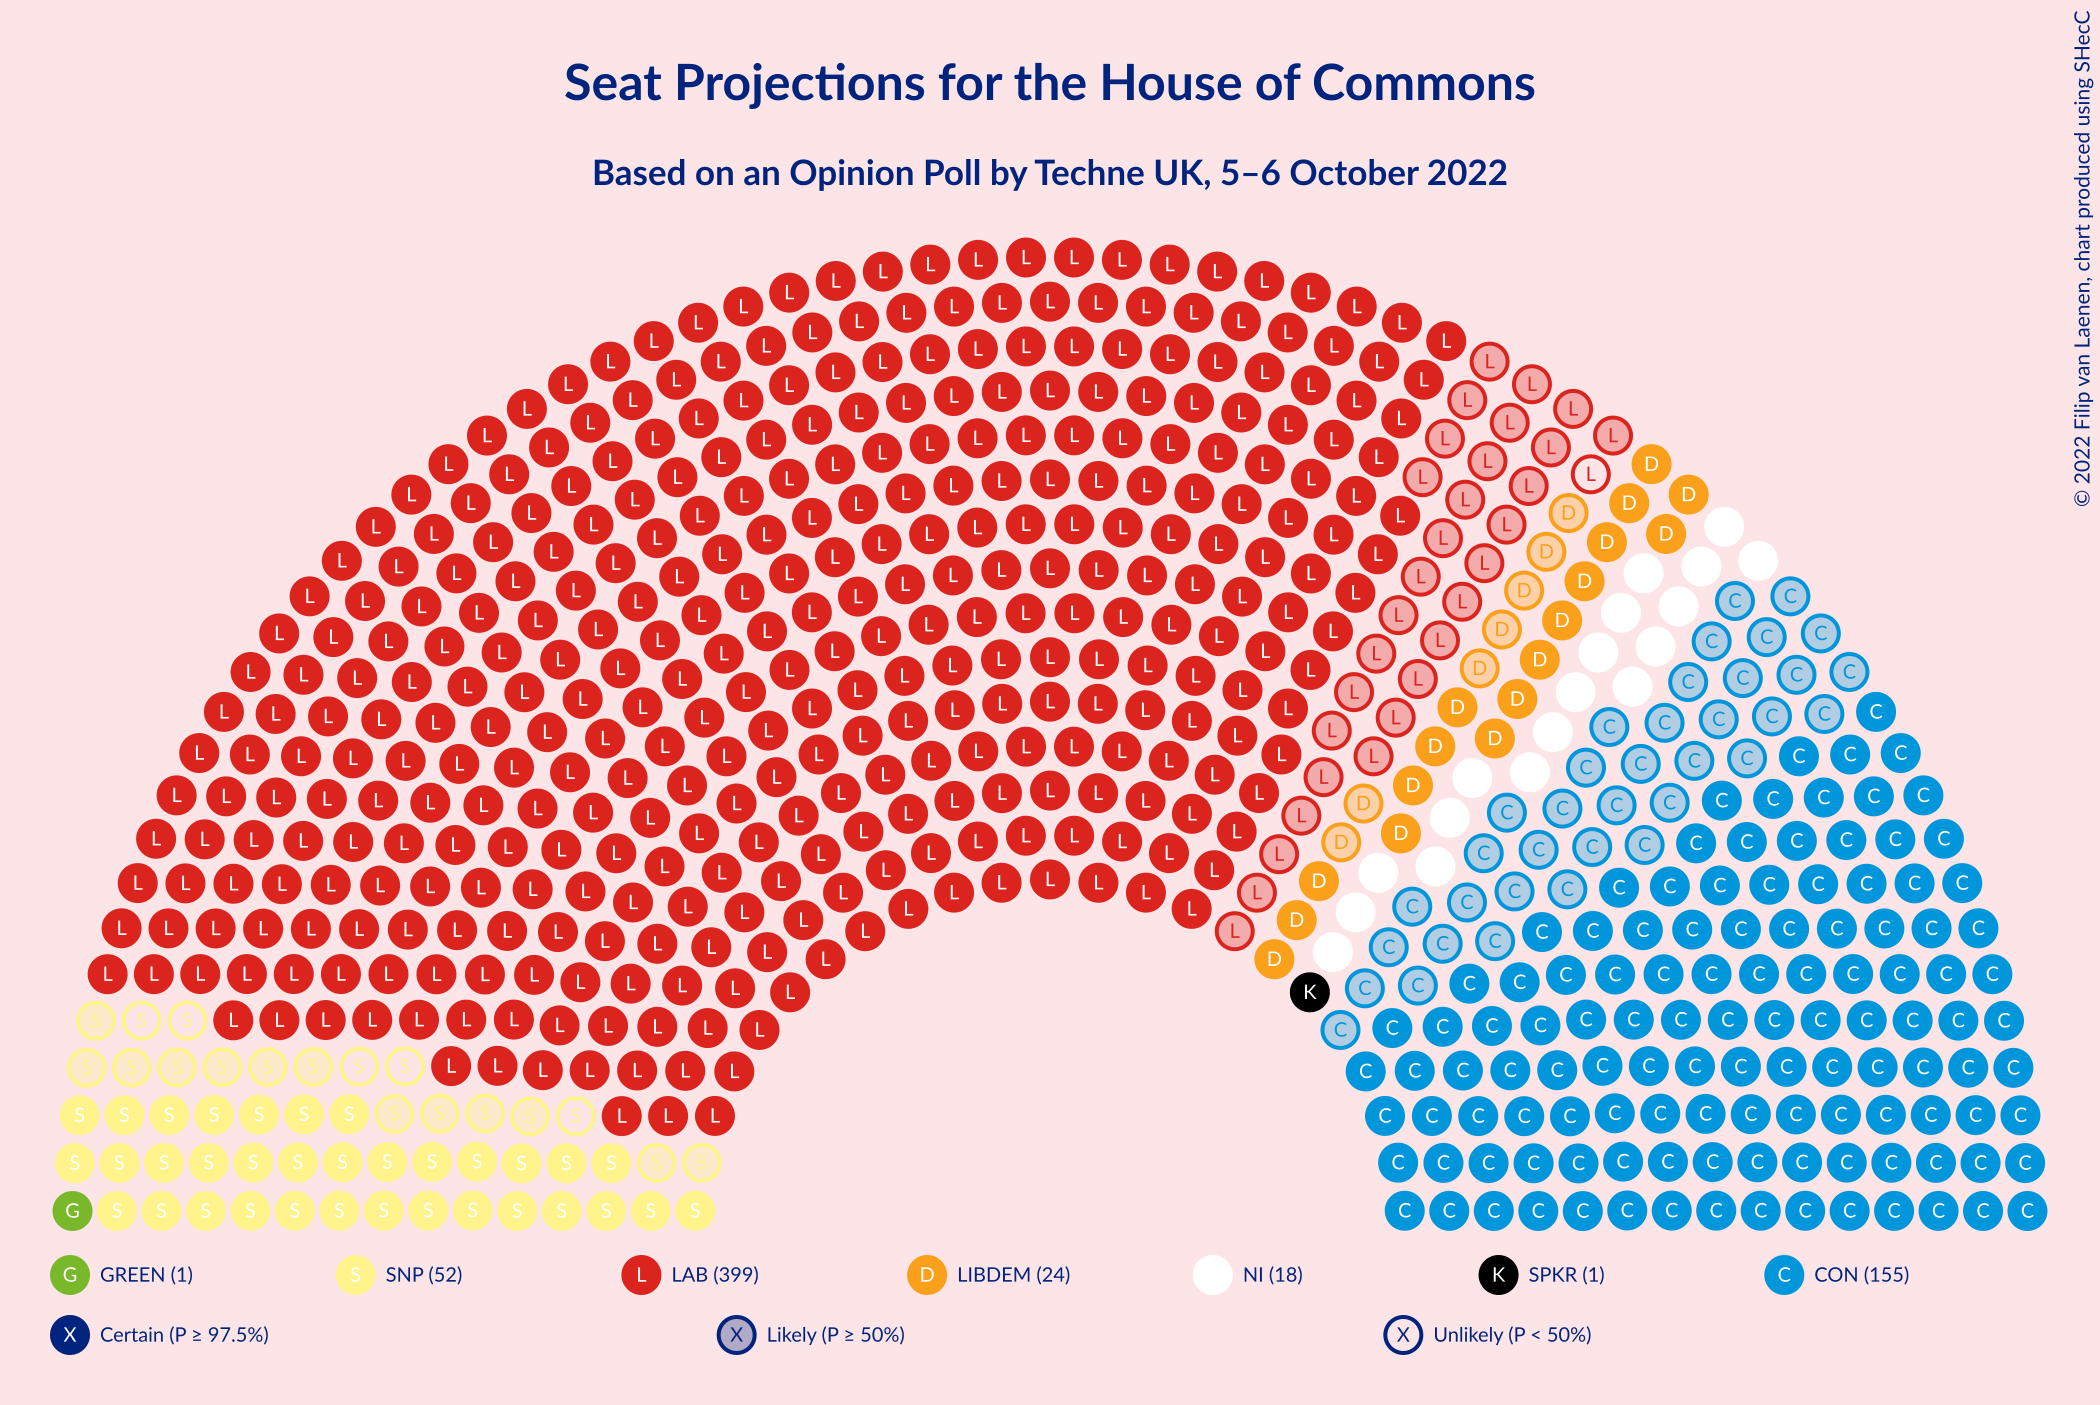 Seat Projections for the House of Commons
Based on an Opinion Poll by Techne UK, 5–6 October 2022
© 2022 Filip van Laenen, chart produced using SHecC
G GREEN (1) S SNP (52) L LAB (399) D LIBDEM (24) NI (18) K SPKR (1) C CON (155)
X Certain (P ≥ 97.5%) X Likely (P ≥ 50%) X Unlikely (P < 50%)